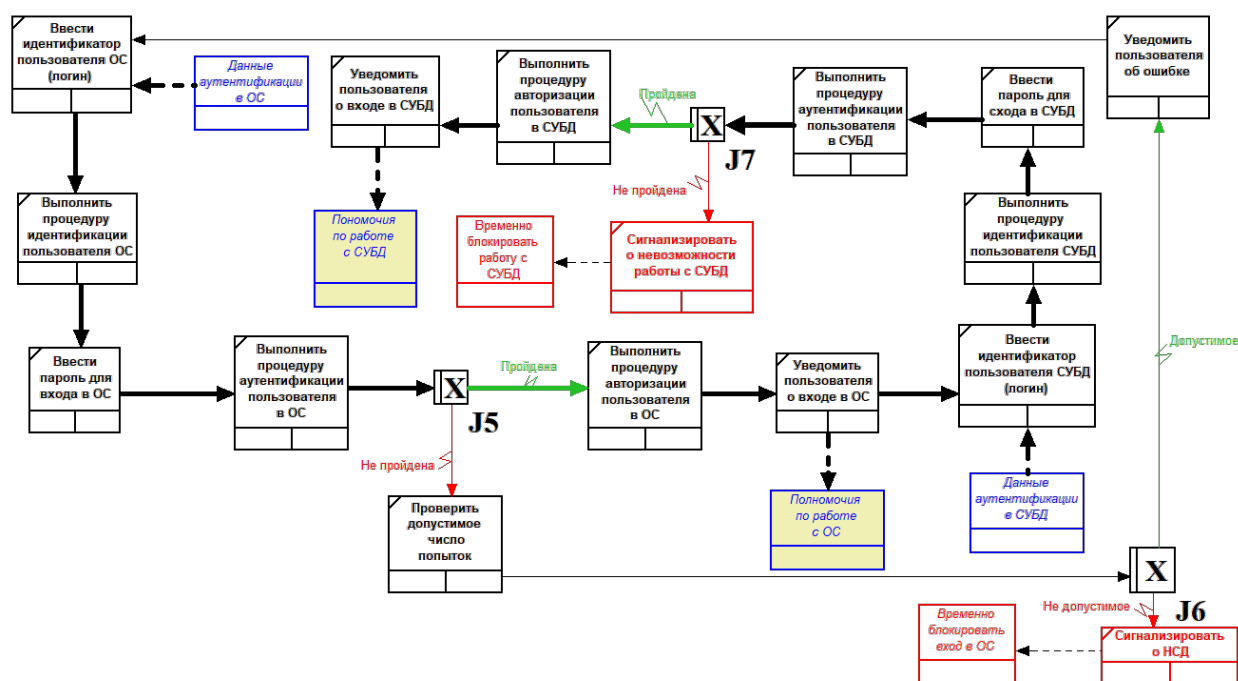 Ввести
идентификатор
пользователя ОС
(логин)
Данные
аутентификации
в ОС
Уведомить
пользователя
о входе в СУБД
Выполнить
процедуру
авторизации
пользователя
в СУБД
Пройдена
X
J7
Выполнить
процедуру
аутентификации
пользователя
в СУБД
Ввести
пароль для
схода в СУБД
Уведомить
пользователя
об ошибке
Не пройдена
Выполнить
процедуру
идентификации
пользователя ОС
Пономочия
по работе
с СУБД
Временно
блокировать
работу с
СУБД
Сигнализировать
о невозможности
работы с СУБД
Выполнить
процедуру
идентификации
пользователя СУБД
Ввести
пароль для
входа в ОС
Выполнить
процедуру
аутентификации
пользователя
в ОС
X
J5
Пройдена
Выполнить
процедуру
авторизации
пользователя
в ОС
Уведомить
пользователя
о входе в ОС
Ввести
идентификатор
пользователя СУБД
(логин)
Допустимое
Не пройдена
Проверить
допустимое
число
попыток
Полномочия
по работе
с ОС
Данные
аутентификации
в СУБД
X
J6
Не допустимое
Временно
блокировать
вход в ОС
Сигнализировать
о НСД